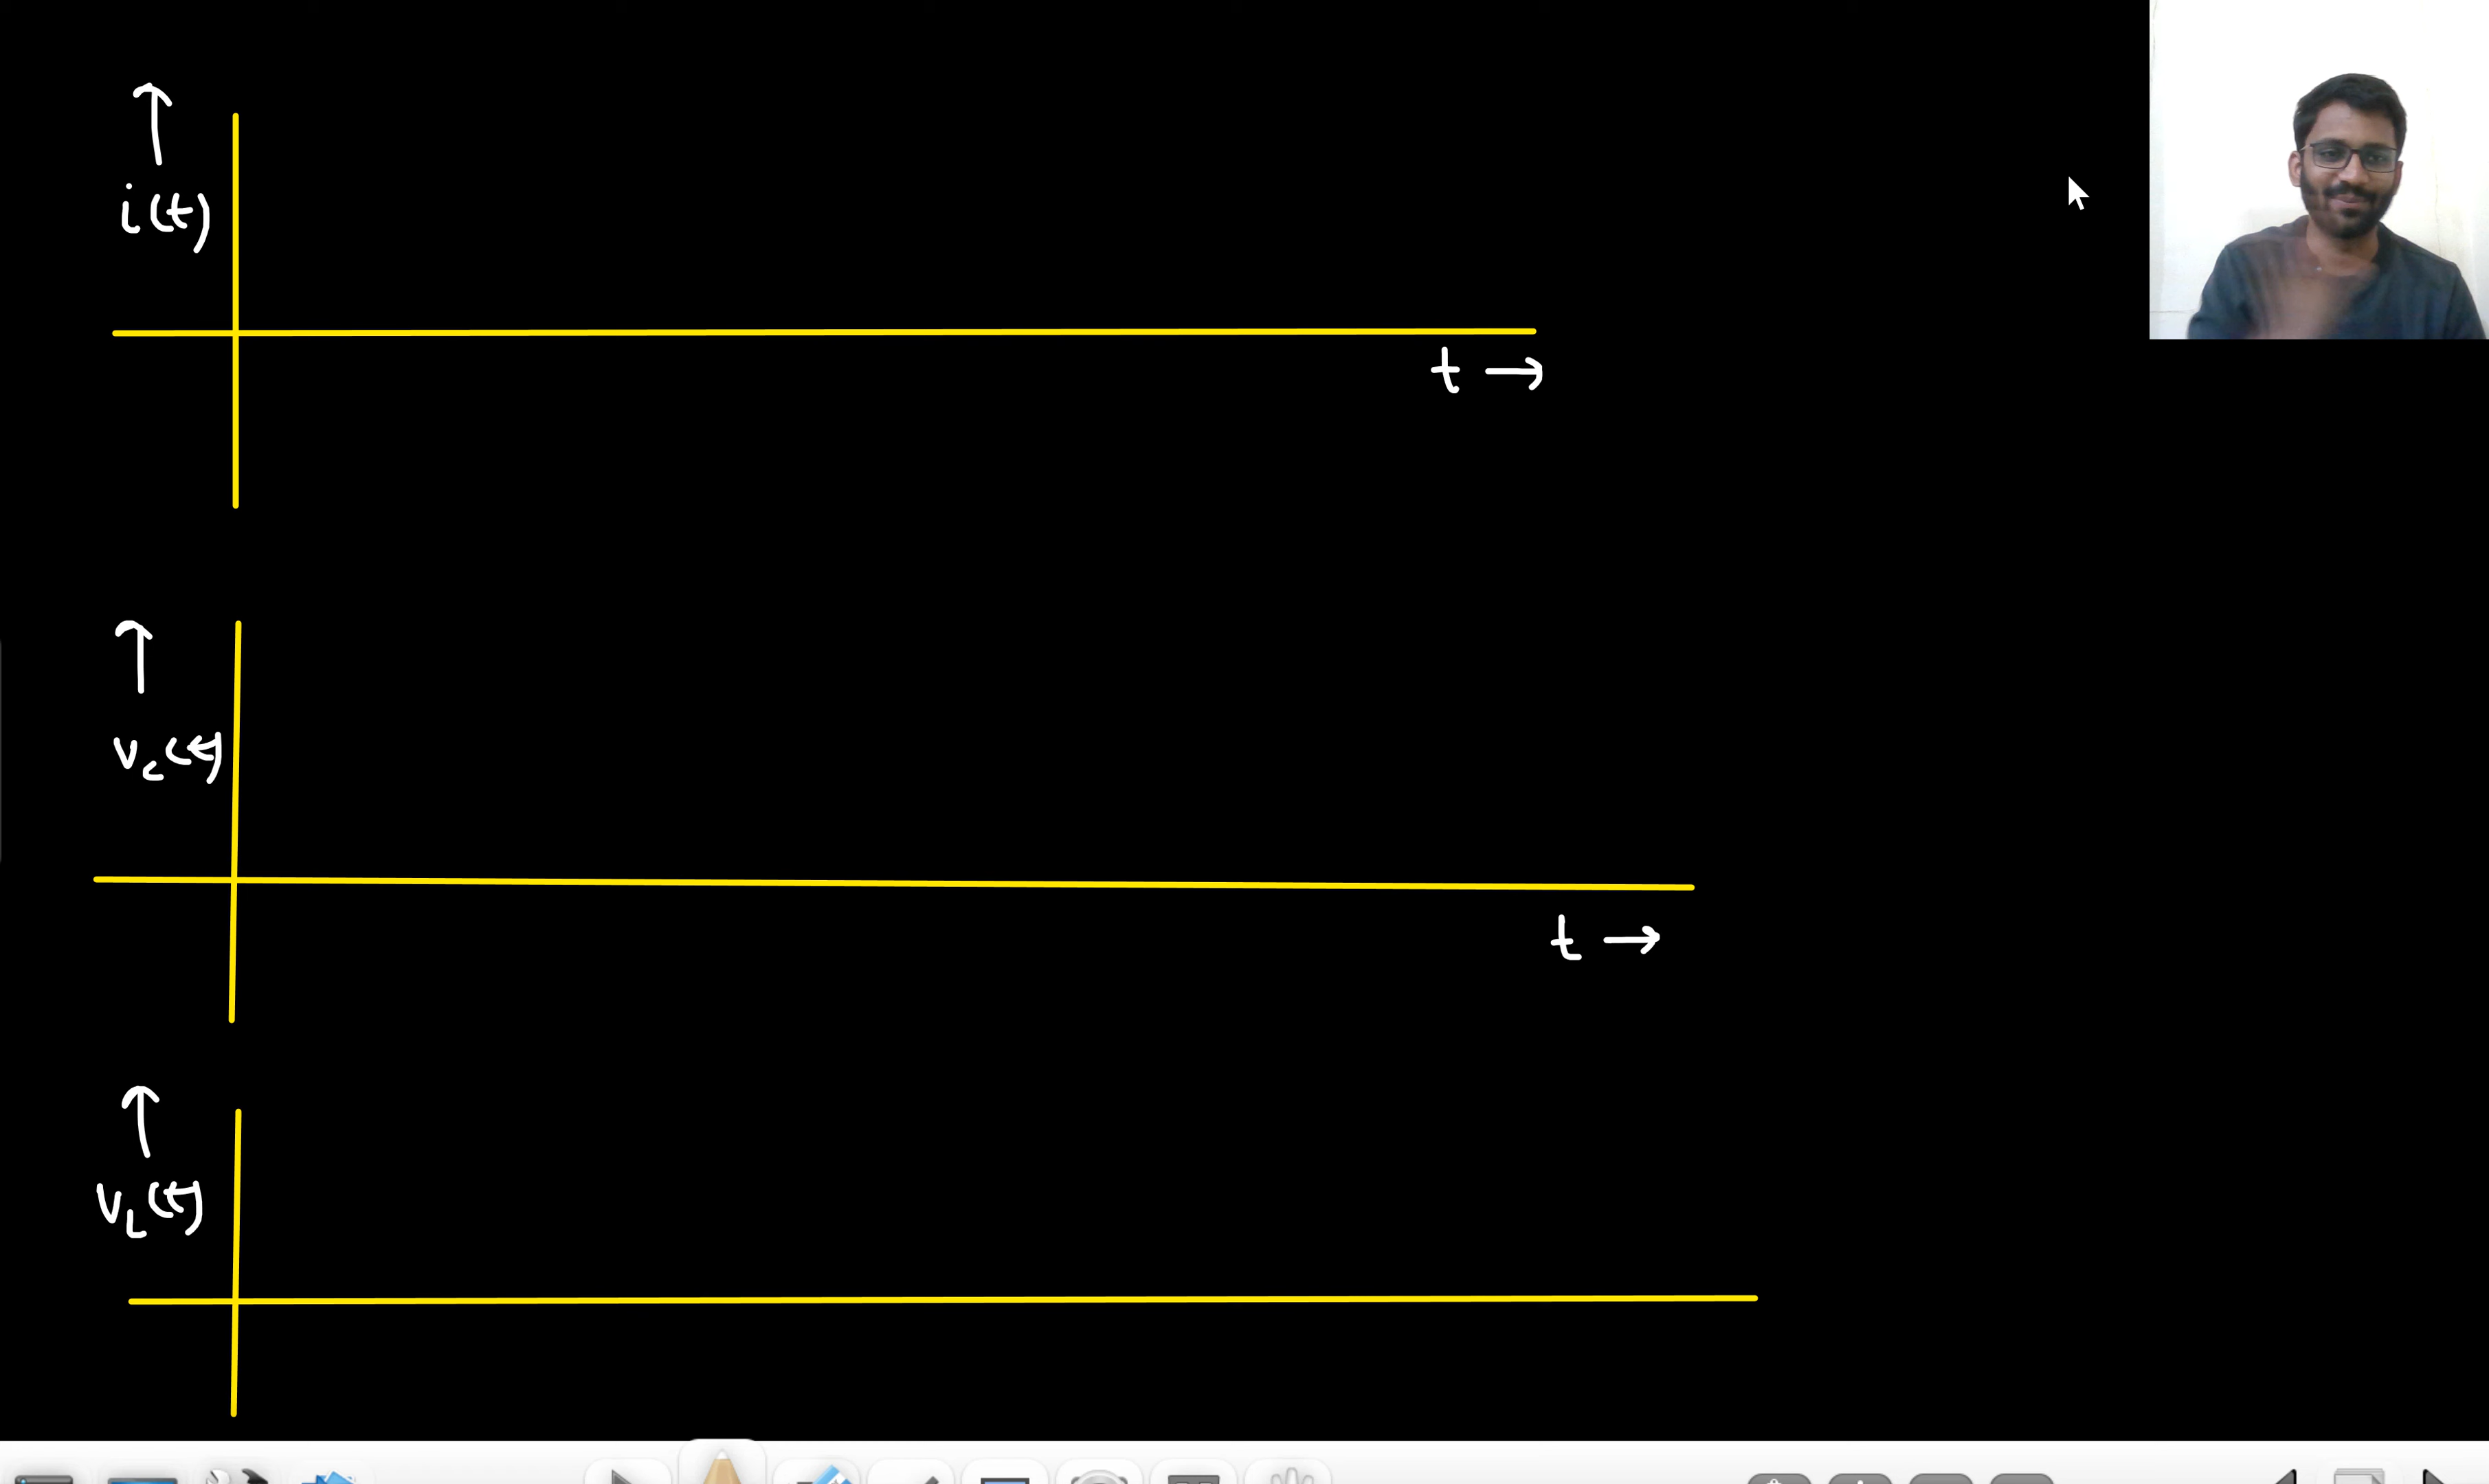 i(t)
t →
v_c(t)
t →
v_L(t)